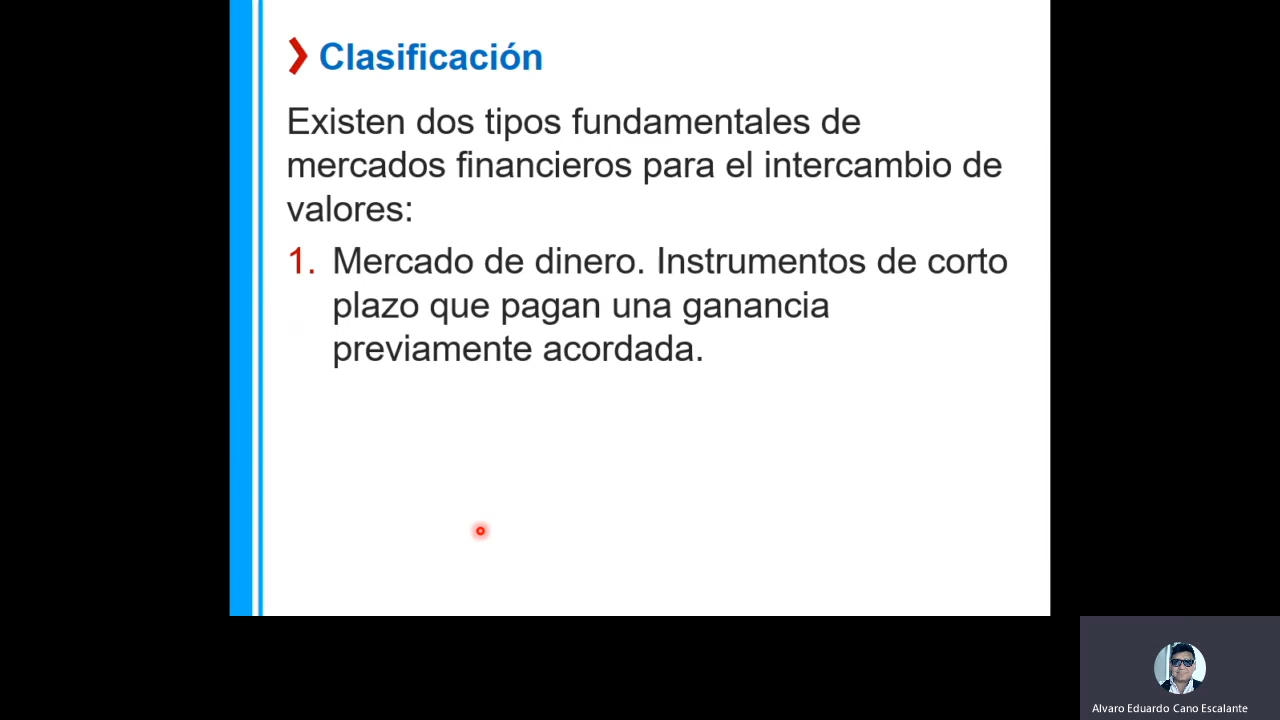 Clasificación
Existen dos tipos fundamentales de
mercados financieros para el intercambio de
valores:
1. Mercado de dinero. Instrumentos de corto
plazo que pagan una ganancia
previamente acordada.
Alvaro Eduardo Cano Escalante